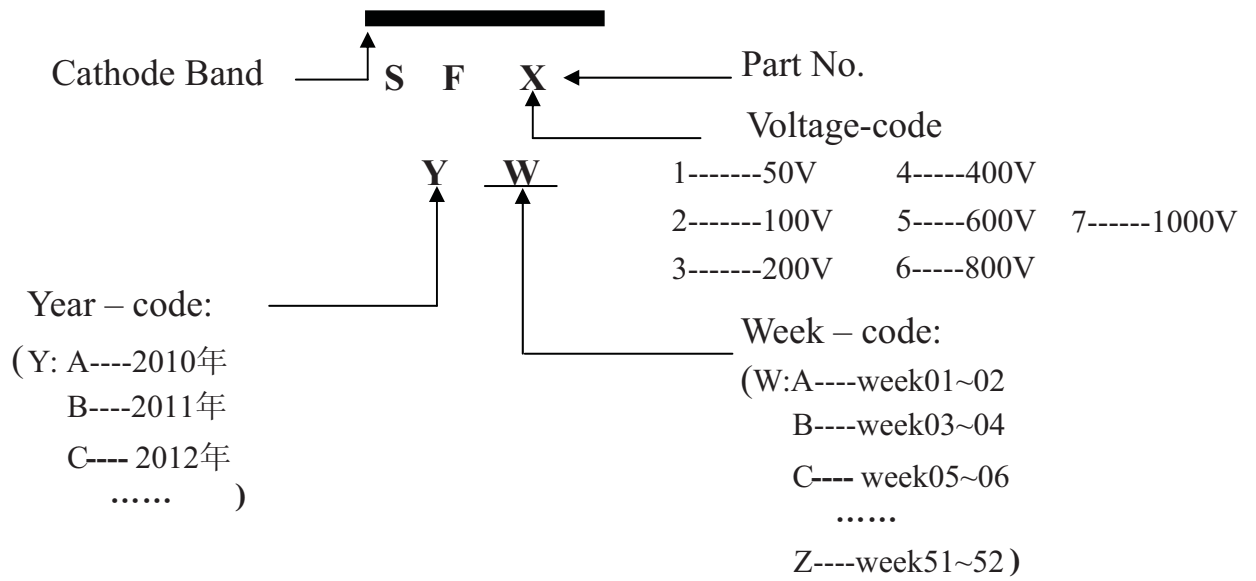 Cathode Band
S F X
Part No.
Voltage-code
Y W
1-------50V 4-----400V
2-------100V 5-----600V 7------1000V
3-------200V 6-----800V
Year – code:
(Y: A----2010年
B----2011年
C---- 2012年
…… )
Week – code:
(W:A----week01~02
B----week03~04
C---- week05~06
……
Z----week51~52)